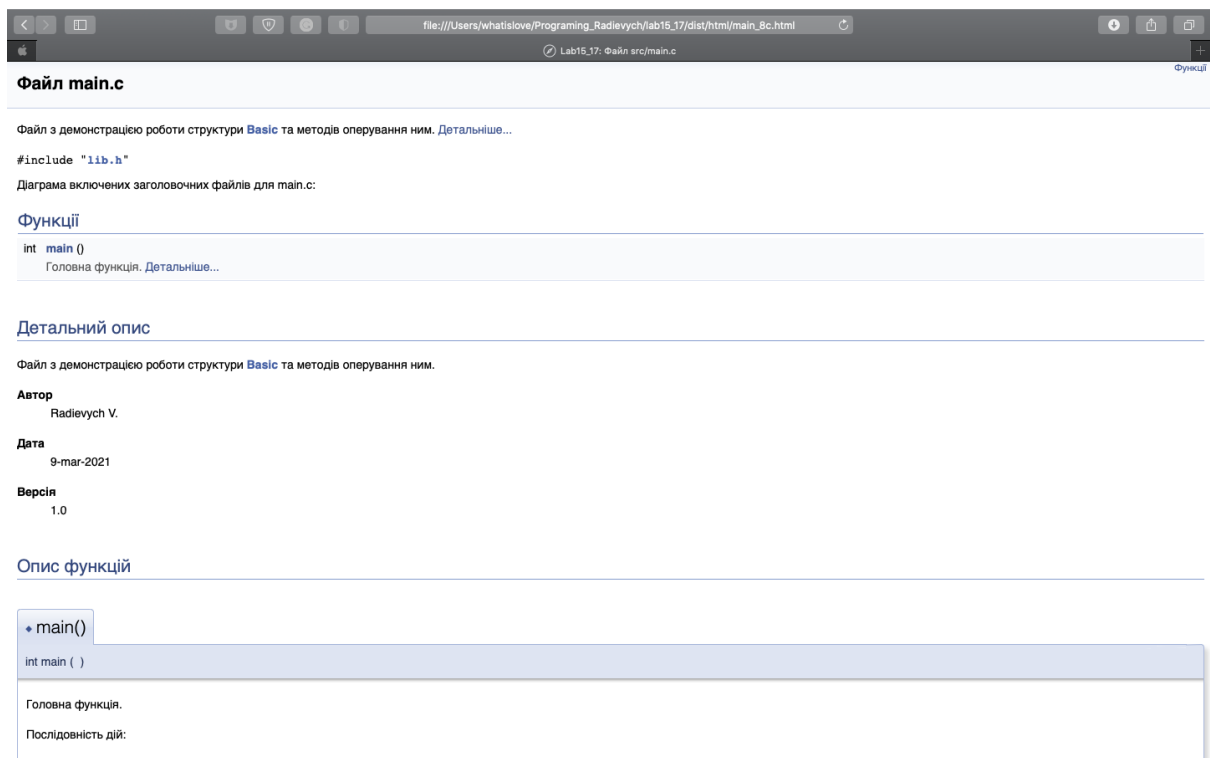 file:///Users/whatislove/Programing_Radievych/lab15_17/dist/html/main_8c.html
Lab15_17: Файл src/main.c
Функції
Файл main.c
Файл з демонстрацією роботи структури Basic та методів оперування ним. Детальніше...
#include "lib.h"
Діаграма включених заголовочних файлів для main.c:
Функції
int main ()
Головна функція. Детальніше...
Детальний опис
Файл з демонстрацією роботи структури Basic та методів оперування ним.
Автор
Radievych V.
Дата
9-mar-2021
Версія
1.0
Опис функцій
◆ main()
int main ( )
Головна функція.
Послідовність дій: